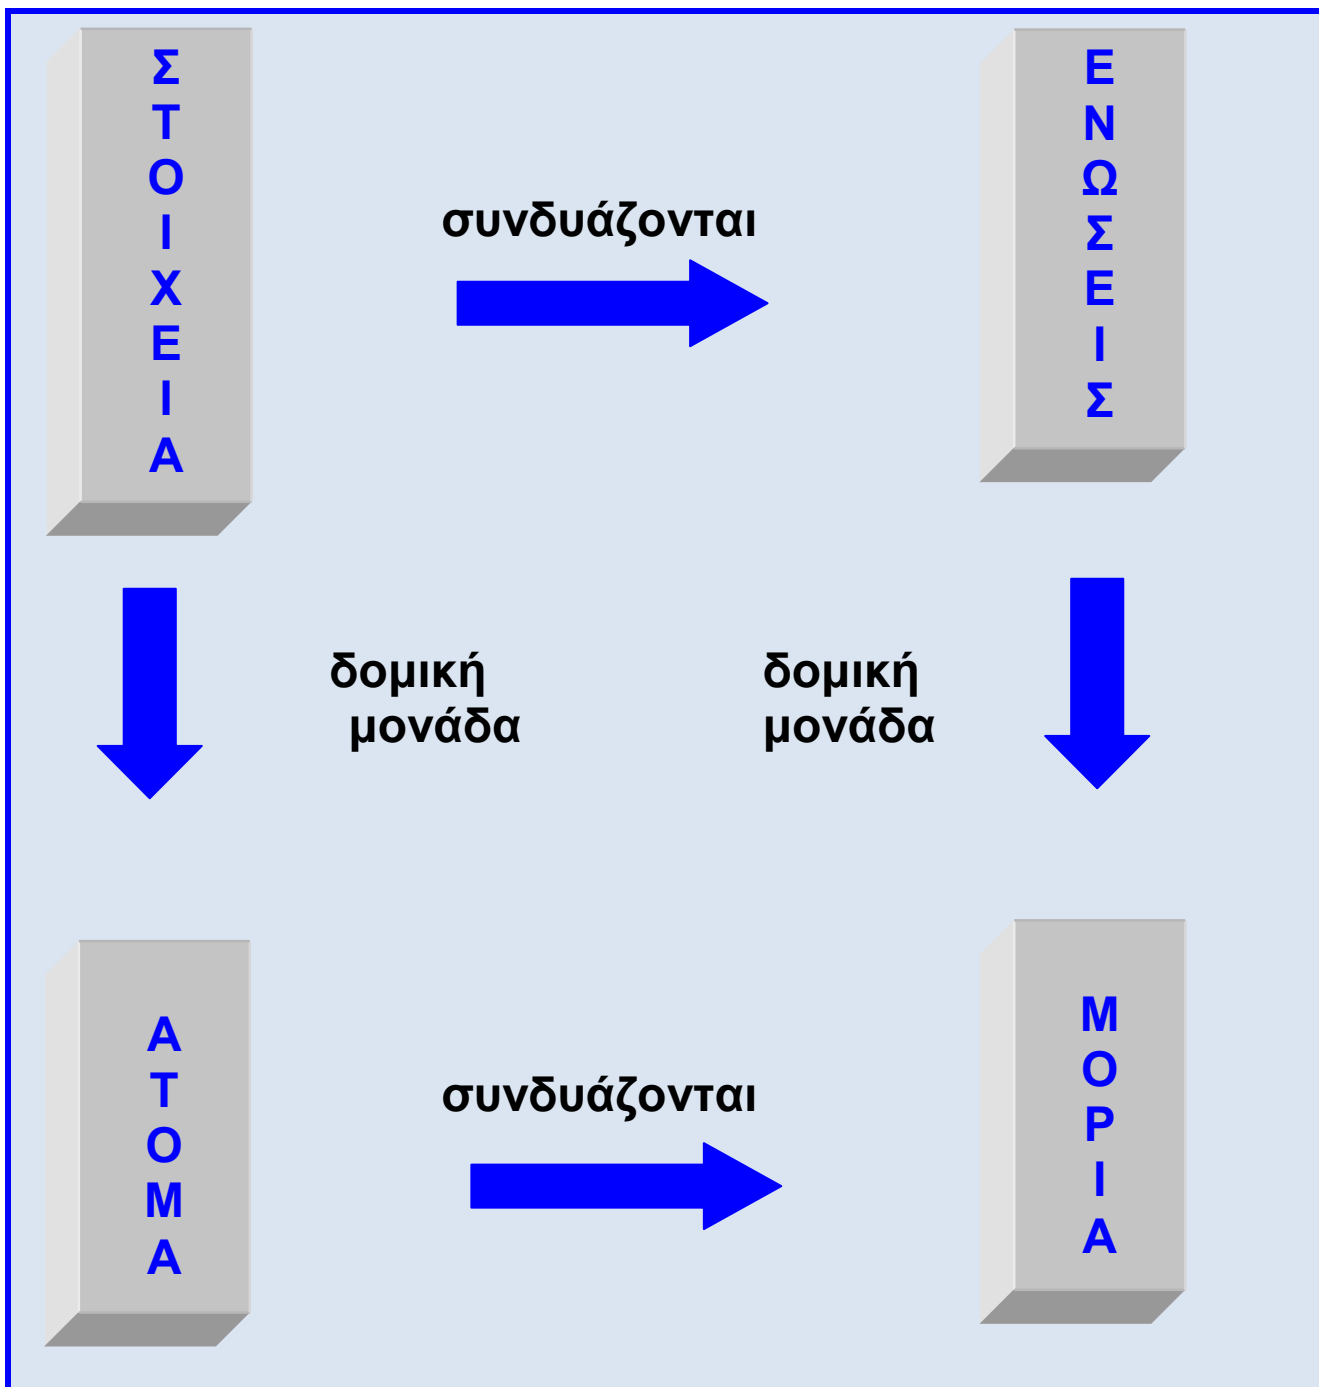 ΣΤΟΙΧΕΙΑ
συνδυάζονται
ΕΝΩΣΕΙΣ
δομική
μονάδα
δομική
μονάδα
ΑΤΟΜΑ
συνδυάζονται
ΜΟΡΙΑ